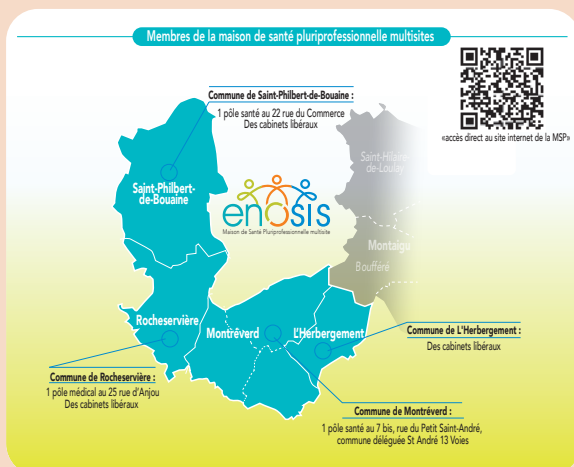 Membres de la maison de santé pluriprofessionnelle multisites
Commune de Saint-Philbert-de-Bouaine :
1 pôle santé au 22 rue du Commerce
Des cabinets libéraux
«accès direct au site internet de la MSP»
Saint-Hilaire-
de-Loulay
Saint-Philbert-
de-Bouaine
enosis
Maison de Santé Pluriprofessionnelle multisite
Montaigu
Boufféré
Rocheservière
Montréverd
L'Herbergement
Commune de L'Herbergement :
Des cabinets libéraux
Commune de Rocheservière :
1 pôle médical au 25 rue d'Anjou
Des cabinets libéraux
Commune de Montréverd :
1 pôle santé au 7 bis, rue du Petit Saint-André,
commune déléguée St André 13 Voies